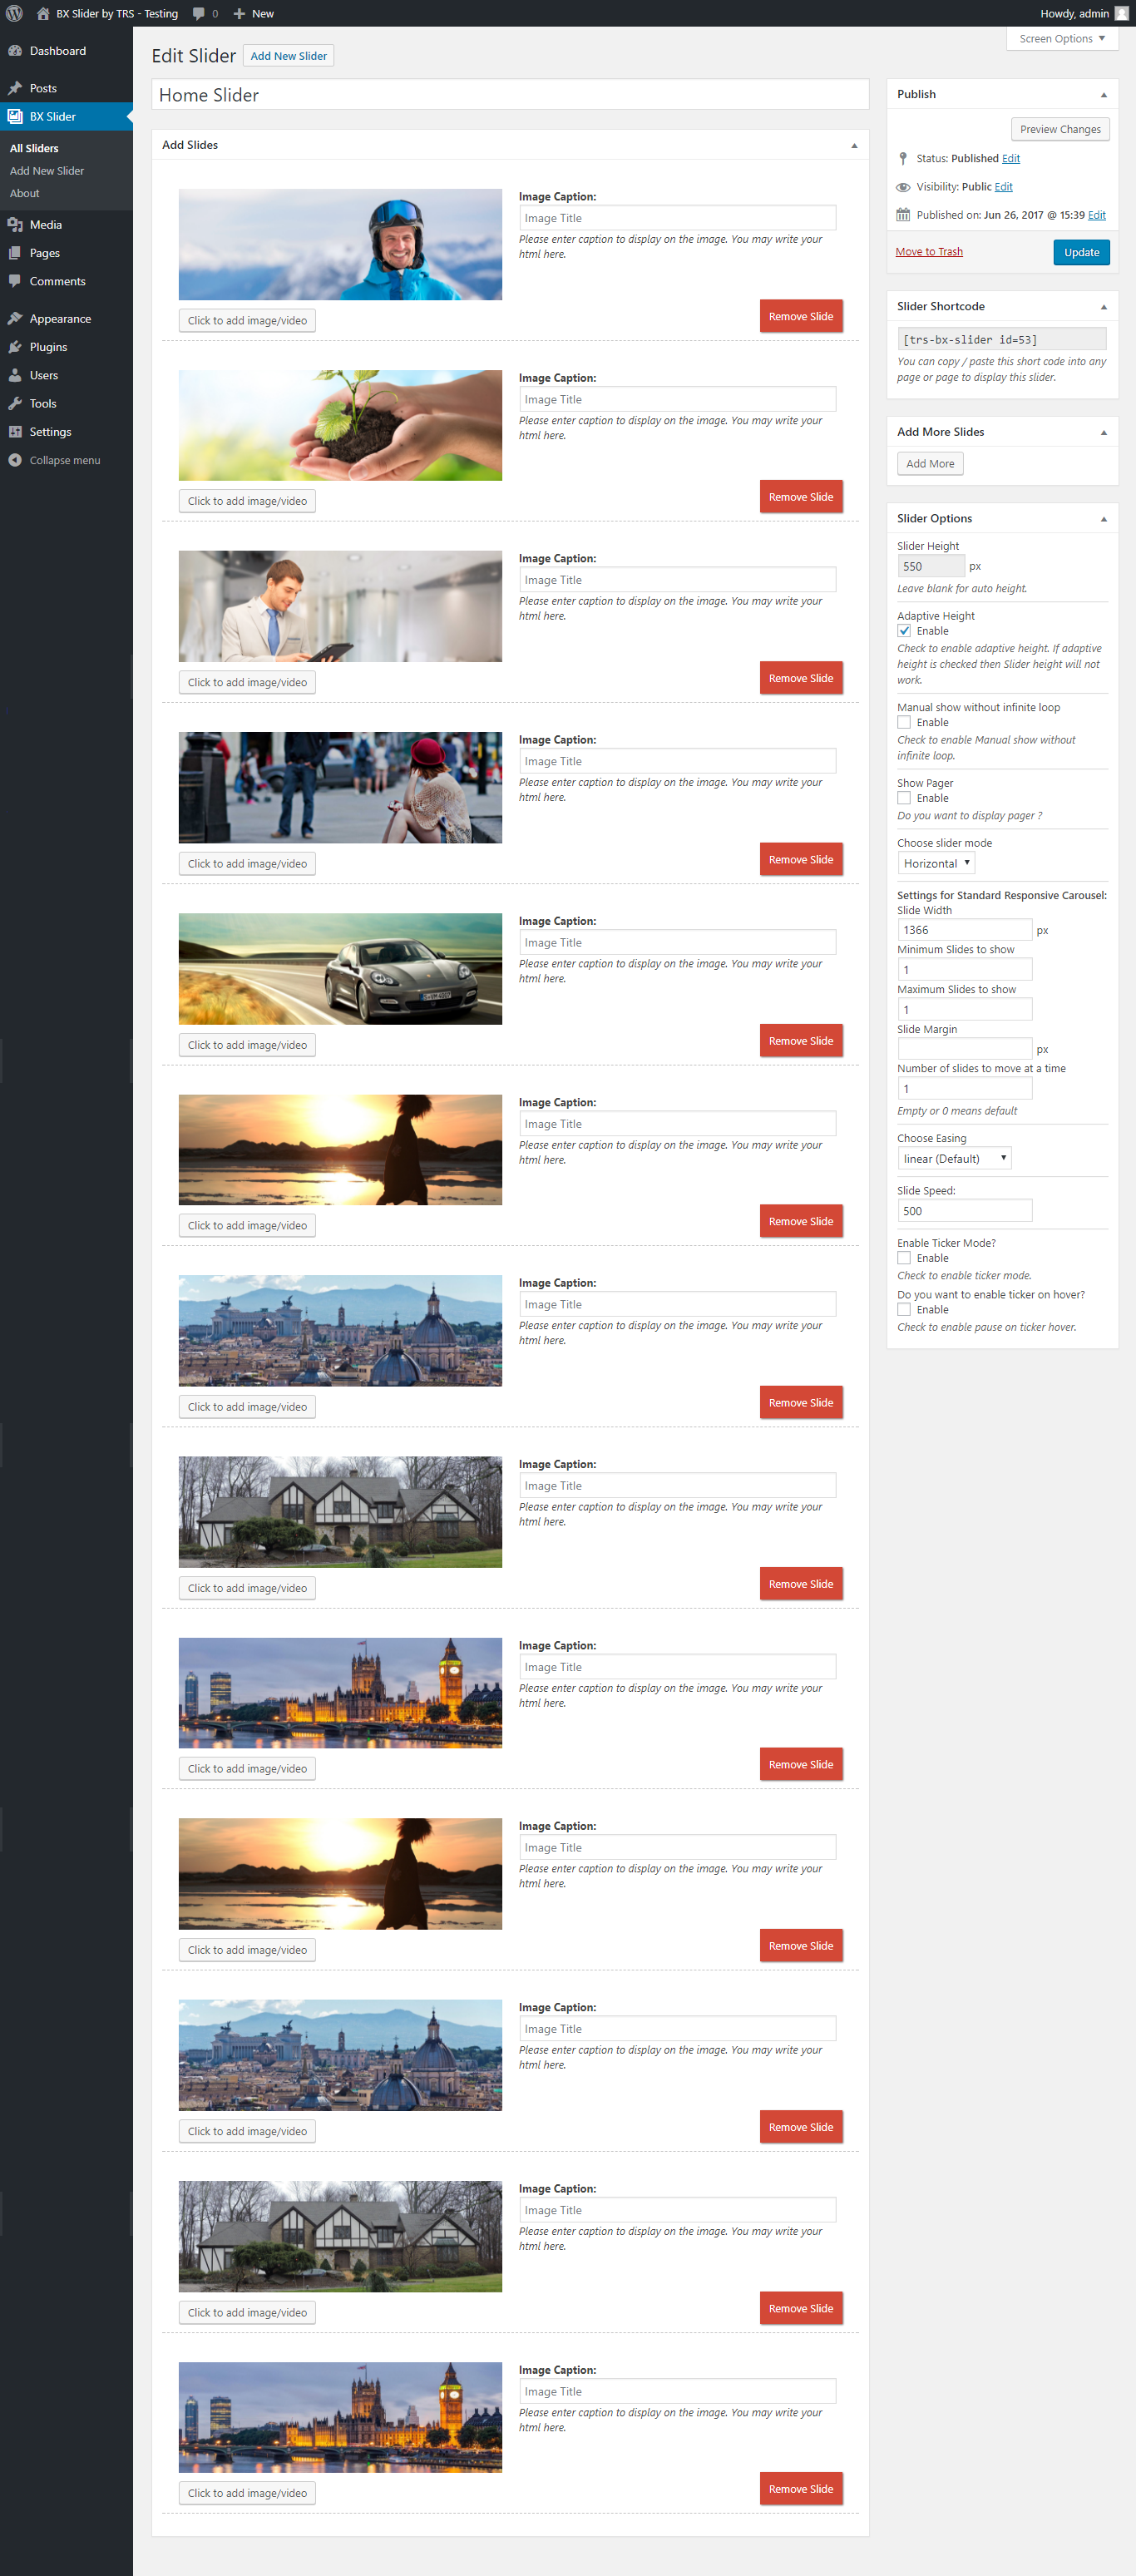 BX Slider by TRS - Testing
0
New
Howdy, admin
Dashboard
Posts
BX Slider
All Sliders
Add New Slider
About
Media
Pages
Comments
Appearance
Plugins
Users
Tools
Settings
Collapse menu
Screen Options
Edit Slider
Add New Slider
Home Slider
Add Slides
Image Caption:
Image Title
Please enter caption to display on the image. You may write your
html here.
Click to add image/video
Remove Slide
Image Caption:
Image Title
Please enter caption to display on the image. You may write your
html here.
Click to add image/video
Remove Slide
Image Caption:
Image Title
Please enter caption to display on the image. You may write your
html here.
Click to add image/video
Remove Slide
Image Caption:
Image Title
Please enter caption to display on the image. You may write your
html here.
Click to add image/video
Remove Slide
Image Caption:
Image Title
Please enter caption to display on the image. You may write your
html here.
Click to add image/video
Remove Slide
Image Caption:
Image Title
Please enter caption to display on the image. You may write your
html here.
Click to add image/video
Remove Slide
Image Caption:
Image Title
Please enter caption to display on the image. You may write your
html here.
Click to add image/video
Remove Slide
Image Caption:
Image Title
Please enter caption to display on the image. You may write your
html here.
Click to add image/video
Remove Slide
Image Caption:
Image Title
Please enter caption to display on the image. You may write your
html here.
Click to add image/video
Remove Slide
Image Caption:
Image Title
Please enter caption to display on the image. You may write your
html here.
Click to add image/video
Remove Slide
Image Caption:
Image Title
Please enter caption to display on the image. You may write your
html here.
Click to add image/video
Remove Slide
Image Caption:
Image Title
Please enter caption to display on the image. You may write your
html here.
Click to add image/video
Remove Slide
Image Caption:
Image Title
Please enter caption to display on the image. You may write your
html here.
Click to add image/video
Remove Slide
Publish
Preview Changes
Status: Published Edit
Visibility: Public Edit
Published on: Jun 26, 2017 @ 15:39 Edit
Move to Trash
Update
Slider Shortcode
[trs-bx-slider id=53]
You can copy / paste this short code into any
page or page to display this slider.
Add More Slides
Add More
Slider Options
Slider Height
550 px
Leave blank for auto height.
Adaptive Height
Enable
Check to enable adaptive height. If adaptive
height is checked then Slider height will not
work.
Manual show without infinite loop
Enable
Check to enable Manual show without
infinite loop.
Show Pager
Enable
Do you want to display pager ?
Choose slider mode
Horizontal
Settings for Standard Responsive Carousel:
Slide Width
1366 px
Minimum Slides to show
1
Maximum Slides to show
1
Slide Margin
px
Number of slides to move at a time
1
Empty or 0 means default
Choose Easing
linear (Default)
Slide Speed:
500
Enable Ticker Mode?
Enable
Check to enable ticker mode.
Do you want to enable ticker on hover?
Enable
Check to enable pause on ticker hover.